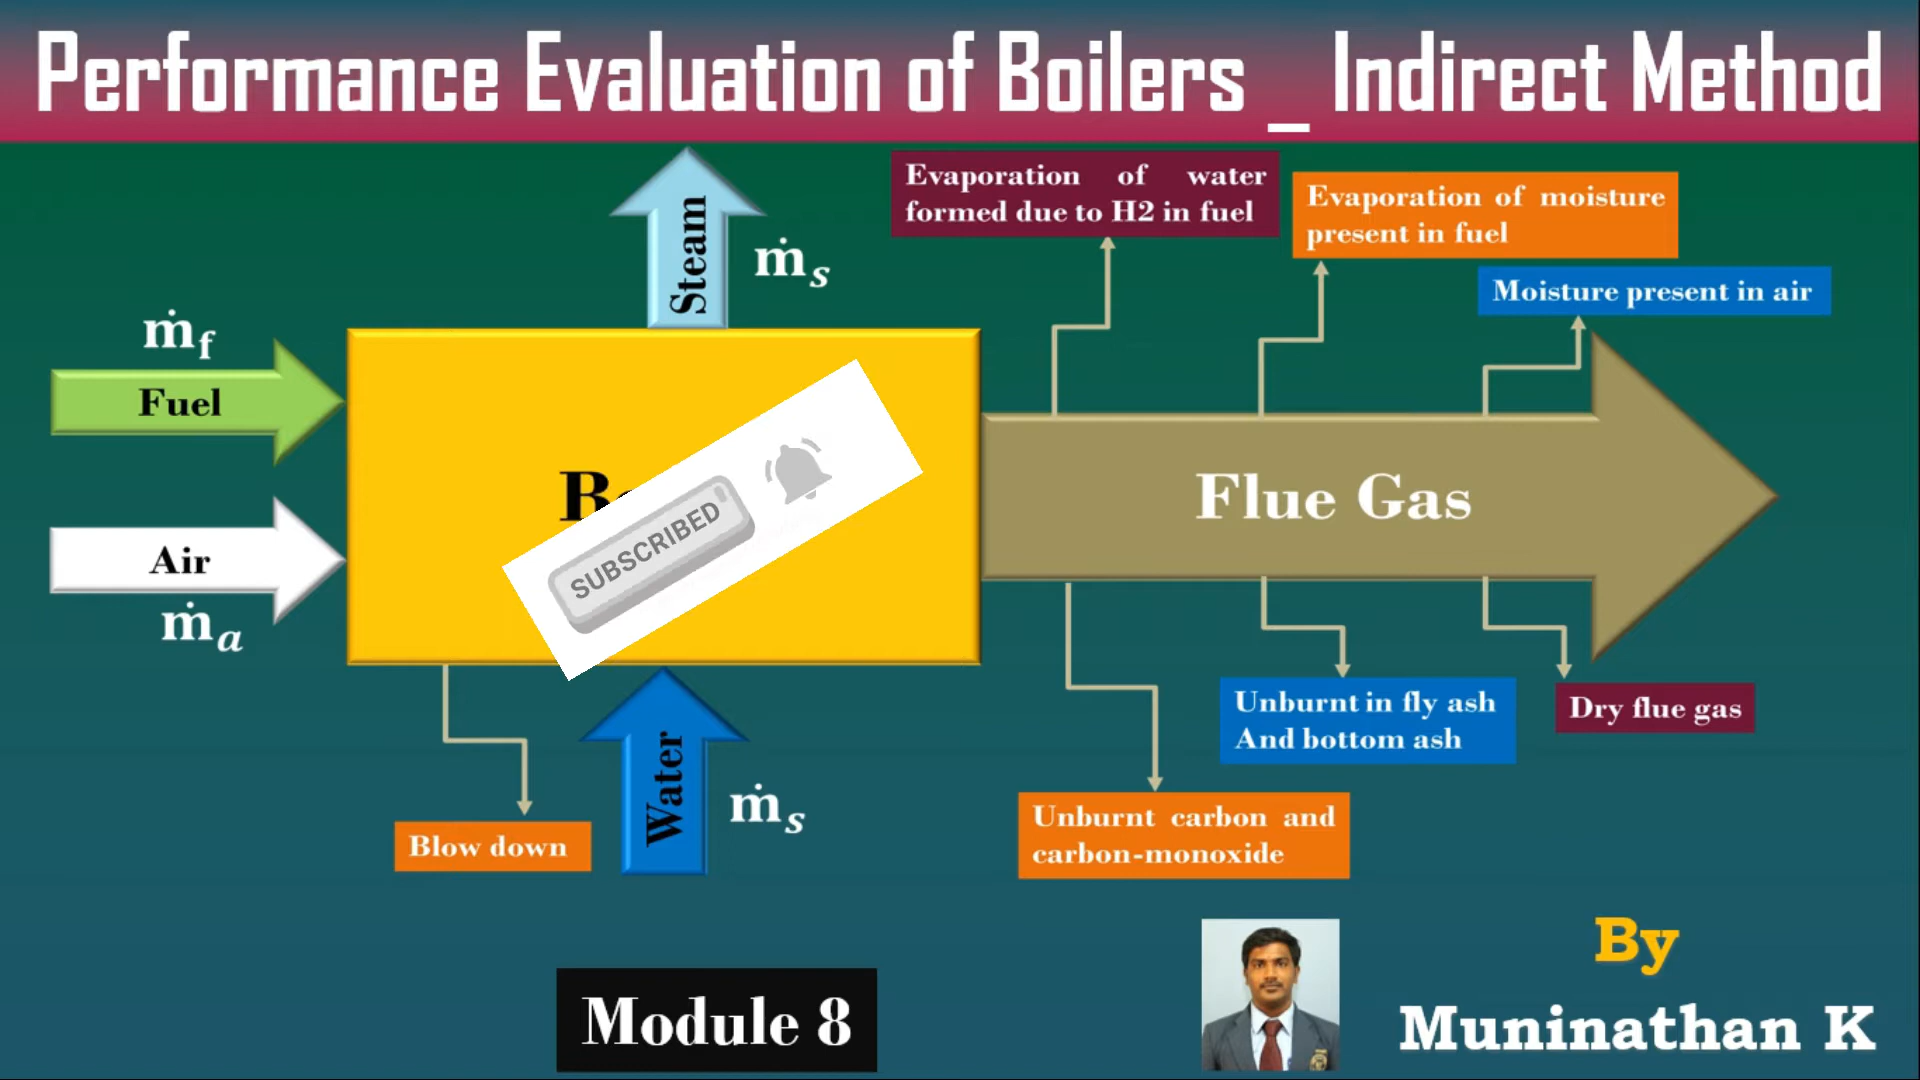 Performance Evaluation of Boilers _ Indirect Method
Evaporation of water
formed due to H2 in fuel
Evaporation of moisture
present in fuel
Moisture present in air
Steam
ṁs
ṁf
Fuel
Air
ṁa
SUBSCRIBED
Flue Gas
Unburnt in fly ash
And bottom ash
Dry flue gas
Water
ṁs
Blow down
Unburnt carbon and
carbon-monoxide
Module 8
By
Muninathan K